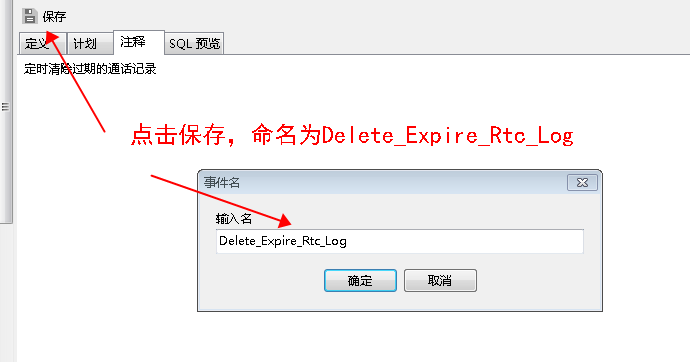 保存
定义 计划 注释 SQL 预览
定时清除过期的通话记录
点击保存，命名为Delete_Expire_Rtc_Log
事件名
输入名
Delete_Expire_Rtc_Log
确定 取消